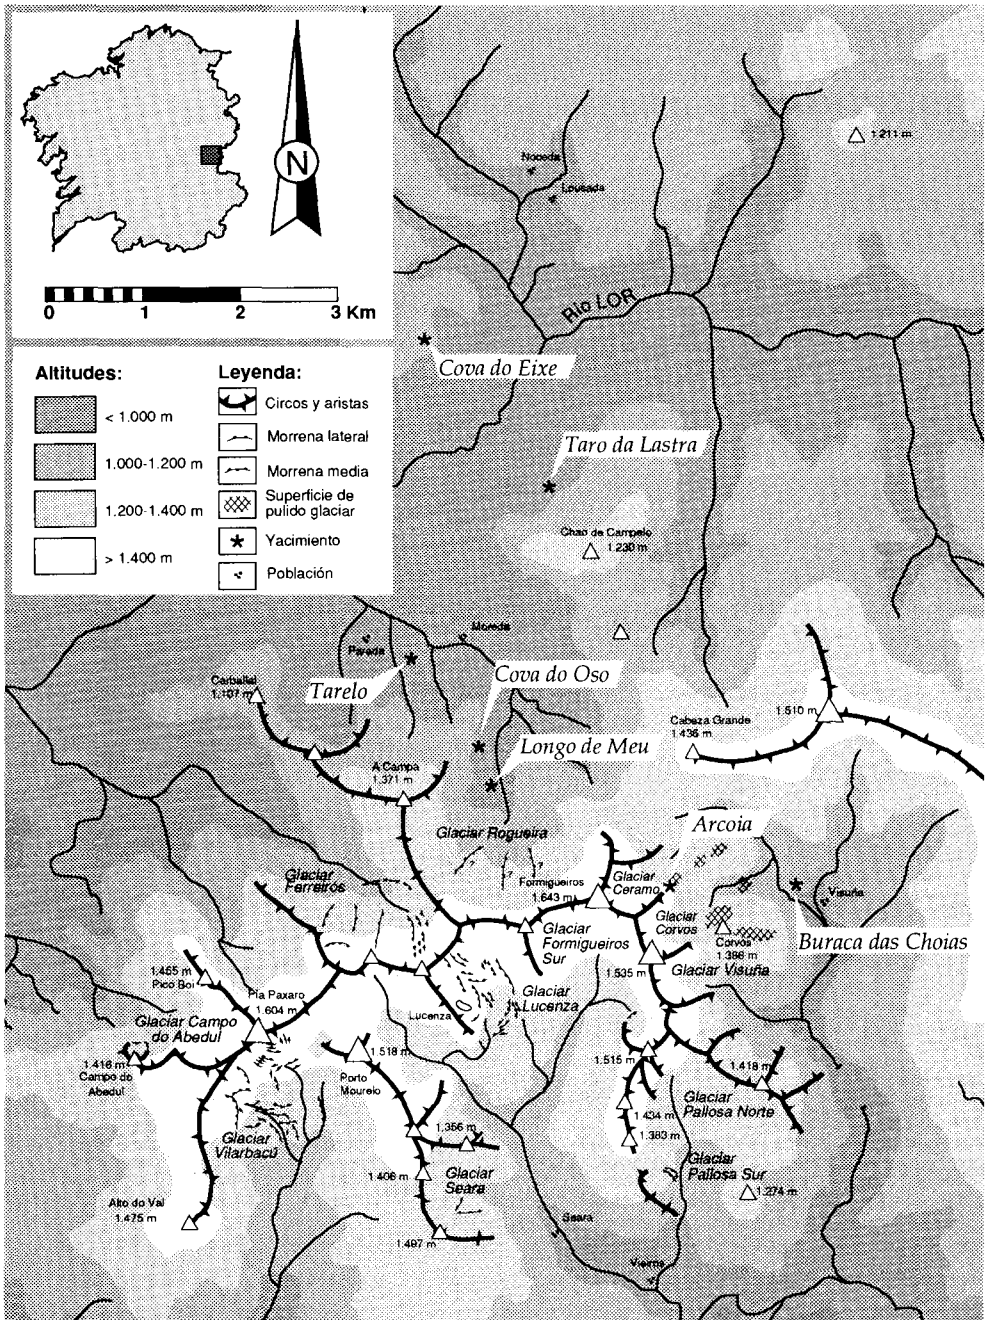 N
0 1 2 3 Km
Altitudes:
< 1.000 m
1.000-1.200 m
1.200-1.400 m
> 1.400 m
Leyenda:
Circos y aristas
Morrena lateral
Morrena media
Superficie de
pulido glaciar
Yacimiento
Población
1.211 m
Noceda
Lousada
Rio LOR
Cova do Eixe
Taro da Lastra
Chao de Campelo
1.230 m
Moreda
Pareda
Tarelo
Cova do Oso
Carballal
1.107 m
Longo de Meu
Cabeza Grande
1.436 m
1.510 m
A Campa
1.371 m
Glaciar Rogueira
?
?
Arcoia
Glaciar
Ferreirós
Formigueiros
1.643 m
Glaciar
Ceramo
Visuña
Glaciar
Corvos
Glaciar
Formigueiros
Sur
Corvos
1.386 m
Buraca das Choias
1.535 m
Glaciar Visuña
1.455 m
Pico Boi
Pia Paxaro
1.604 m
Glaciar
Lucenza
Lucenza
Glaciar Campo
do Abedul
1.416 m
Campo do
Abedul
1.518 m
Porto
Mourelo
1.515 m
1.418 m
Glaciar
Pallosa Norte
1.434 m
1.383 m
1.356 m
Glaciar
Vilarbacú
1.406 m
Glaciar
Seara
Glaciar
Pallosa Sur
1.274 m
Alto do Val
1.475 m
1.497 m
Seara
Vieiros